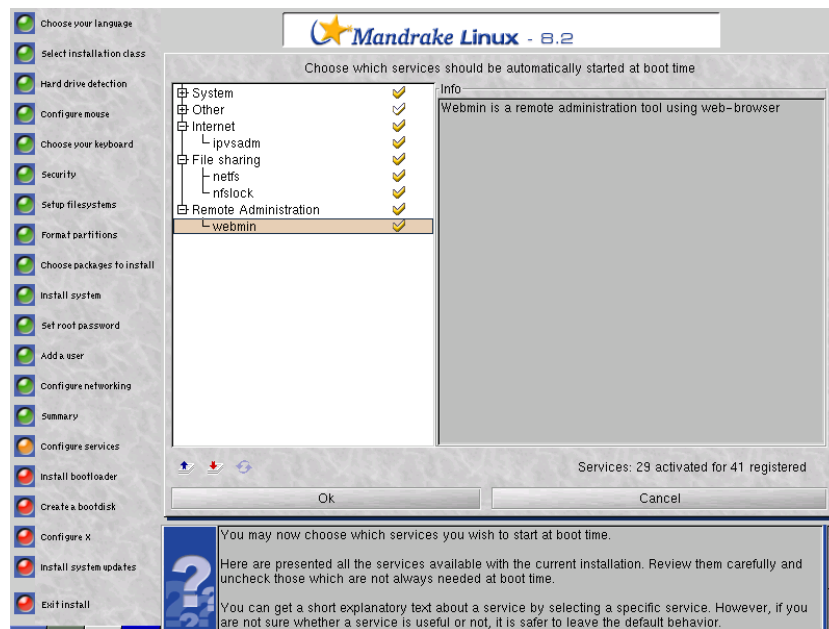 Choose your language
Select installation class
Hard drive detection
Configure mouse
Choose your keyboard
Security
Setup filesystems
Format partitions
Choose packages to install
Install system
Set root password
Add a user
Configure networking
Summary
Configure services
Install bootloader
Create a bootdisk
Configure X
Install system updates
Exit install
Mandrake Linux - 8.2
Choose which services should be automatically started at boot time
System
Other
Internet
ipvsadm
File sharing
netfs
nfslock
Remote Administration
webmin
Info
Webmin is a remote administration tool using web-browser
Services: 29 activated for 41 registered
Ok
Cancel
You may now choose which services you wish to start at boot time.
Here are presented all the services available with the current installation. Review them carefully and
uncheck those which are not always needed at boot time.
You can get a short explanatory text about a service by selecting a specific service. However, if you
are not sure whether a service is useful or not, it is safer to leave the default behavior.